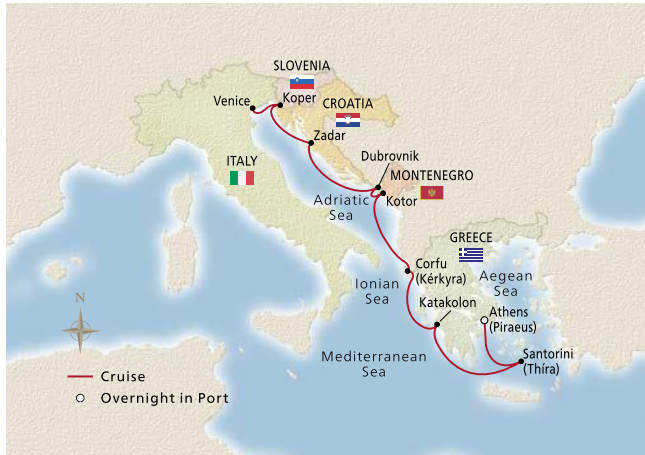 SLOVENIA
Venice
Koper
CROATIA
Zadar
ITALY
Dubrovnik
MONTENEGRO
Kotor
Adriatic
Sea
GREECE
Corfu
(Kérkyra)
Aegean
Sea
Ionian
Sea
Katakolon
Athens
(Piraeus)
N
Mediterranean
Sea
Santorini
(Thíra)
Cruise
Overnight in Port